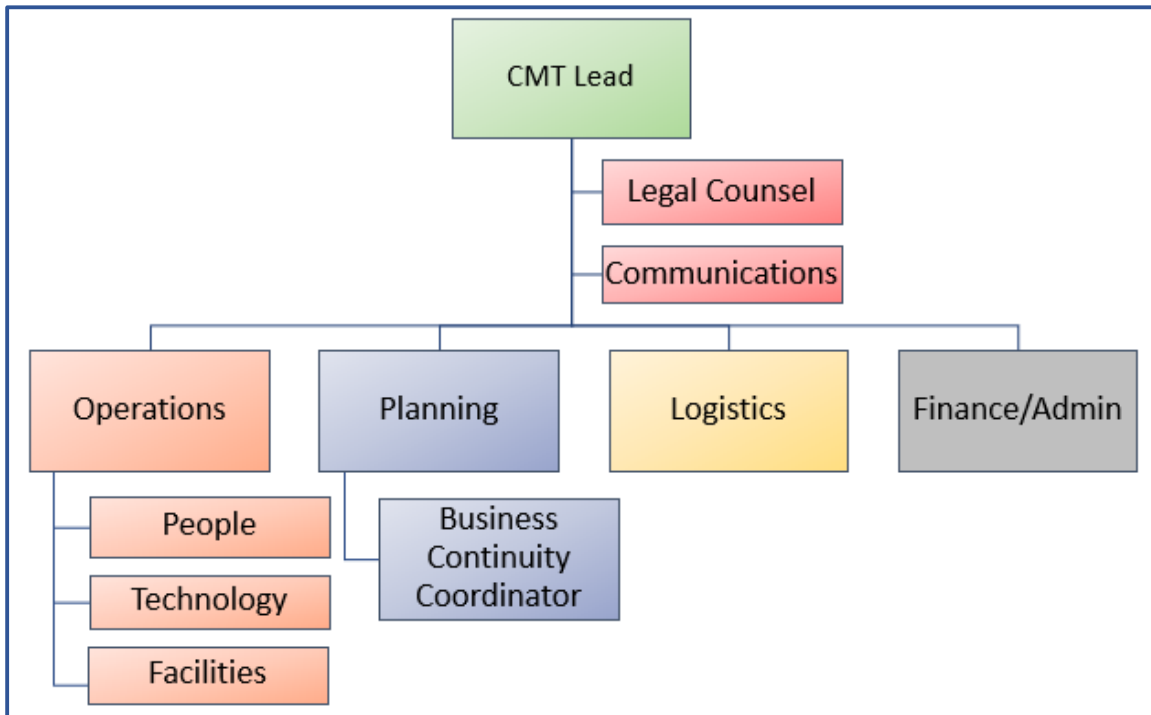 CMT Lead
Legal Counsel
Communications
Operations
Planning
Logistics
Finance/Admin
People
Technology
Facilities
Business
Continuity
Coordinator